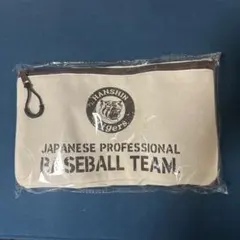 HANSHIN
Tigers
JAPANESE PROFESSIONAL
BASEBALL TEAM